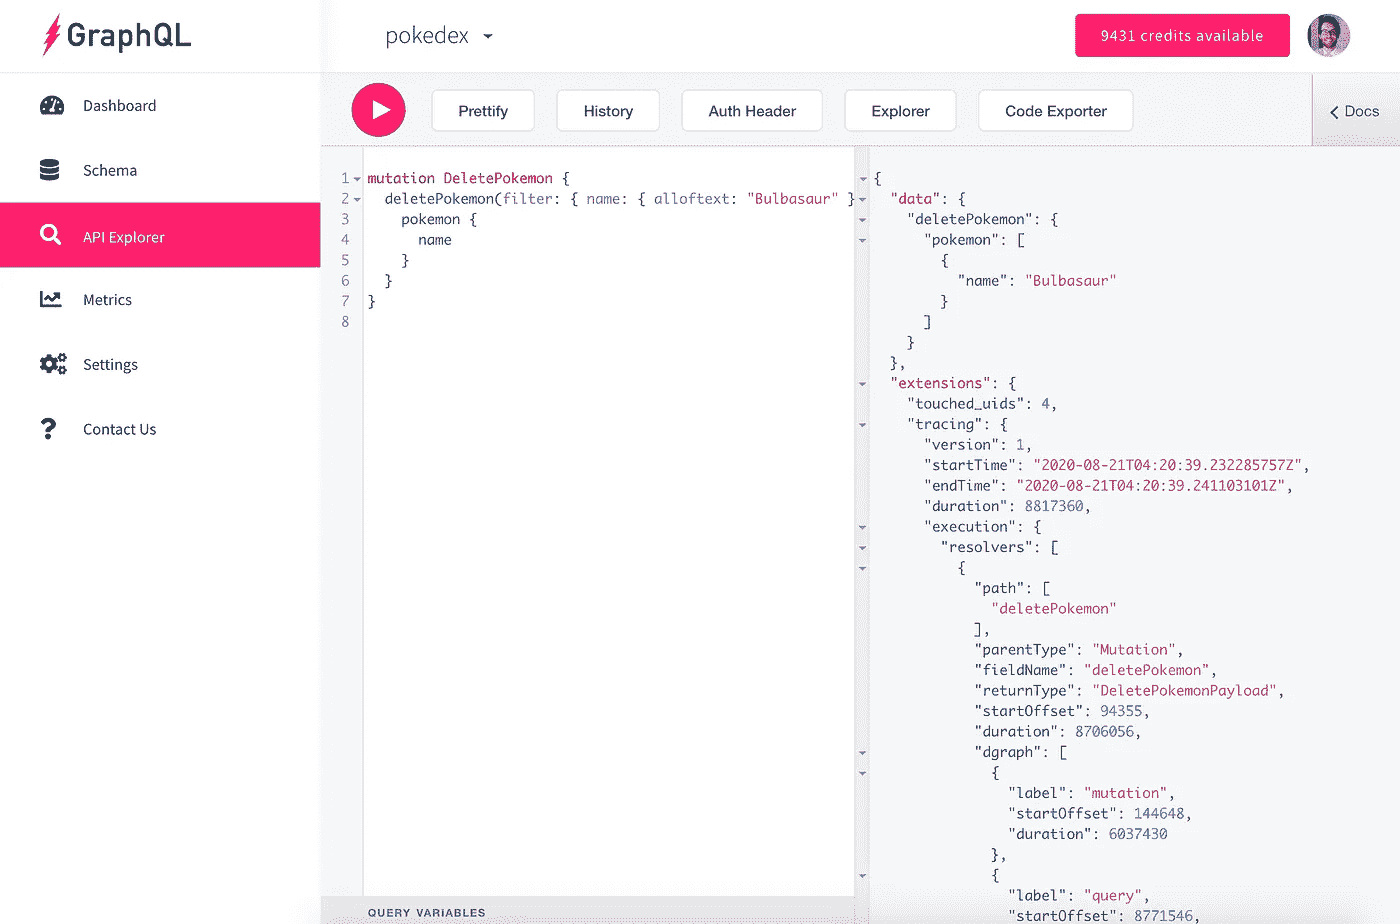 GraphQL
pokedex
9431 credits available
Dashboard
Schema
API Explorer
Metrics
Settings
Contact Us
Prettify
History
Auth Header
Explorer
Code Exporter
Docs
1 mutation DeletePokemon {
2 deletePokemon(filter: { name: { alloftext: "Bulbasaur" }
3 pokemon {
4 name
5 }
6 }
7 }
8
QUERY VARIABLES
{
"data": {
"deletePokemon": {
"pokemon": [
{
"name": "Bulbasaur"
}
]
}
},
"extensions": {
"touched_uids": 4,
"tracing": {
"version": 1,
"startTime": "2020-08-21T04:20:39.232285757Z",
"endTime": "2020-08-21T04:20:39.241103101Z",
"duration": 8817360,
"execution": {
"resolvers": [
{
"path": [
"deletePokemon"
],
"parentType": "Mutation",
"fieldName": "deletePokemon",
"returnType": "DeletePokemonPayload",
"startOffset": 94355,
"duration": 8706056,
"dgraph": [
{
"label": "mutation",
"startOffset": 144648,
"duration": 6037430
},
{
"label": "query",
"startOffset": 8771546,